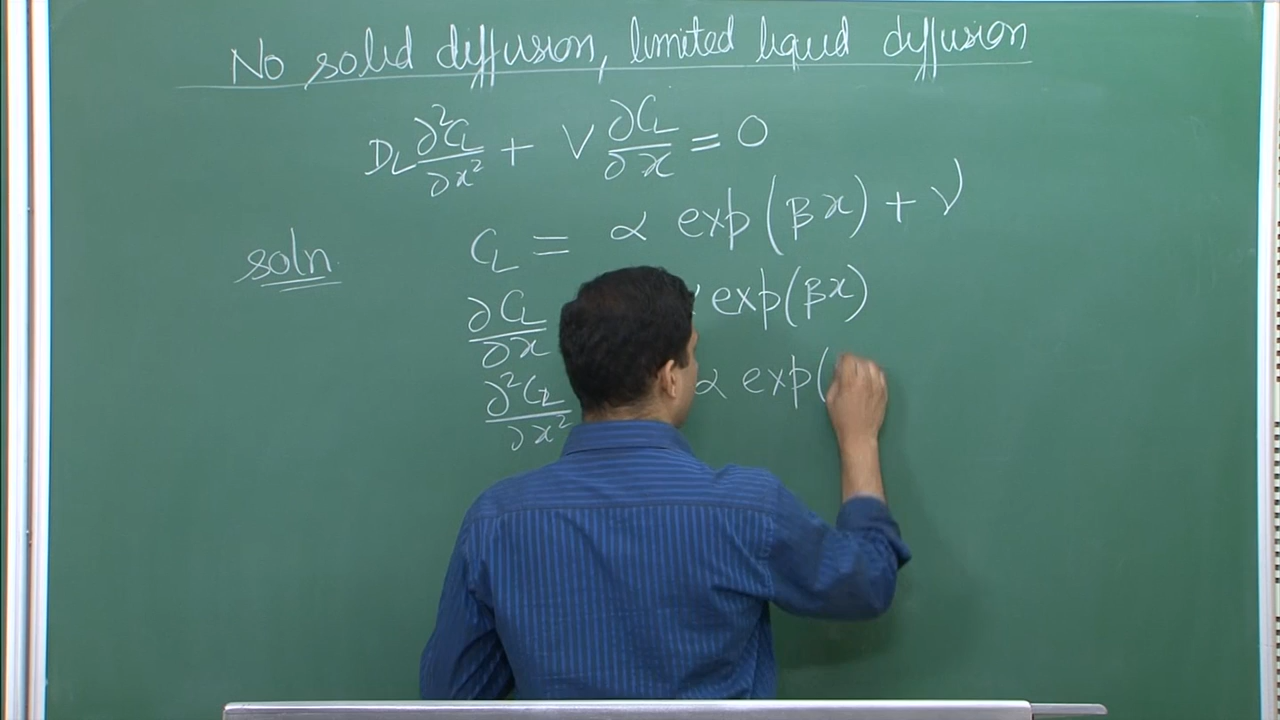 No solid diffusion, limited liquid diffusion
D_L ∂²C_L/∂x² + V ∂C_L/∂x = 0
soln. C_L = α exp(βx) + ν
∂C_L/∂x exp(βx)
∂²C_L/∂x² α exp(